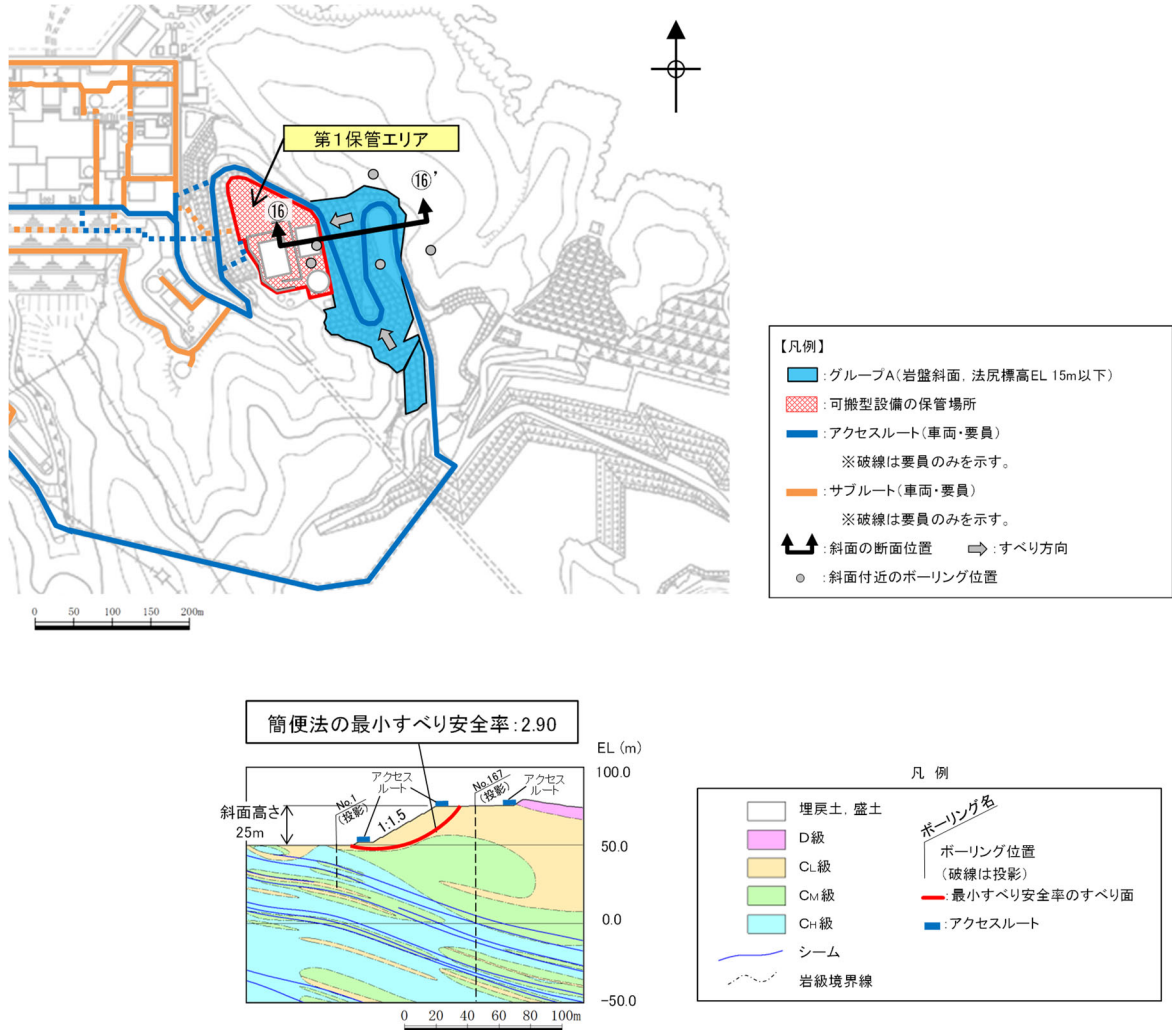 第1保管エリア
⑯
⑯'
0 50 100 150 200m
【凡例】
：グループA(岩盤斜面，法尻標高EL 15m以下)
：可搬型設備の保管場所
：アクセスルート(車両・要員)
※破線は要員のみを示す。
：サブルート(車両・要員)
※破線は要員のみを示す。
：斜面の断面位置
：すべり方向
：斜面付近のボーリング位置
簡便法の最小すべり安全率：2.90
EL (m)
100.0
50.0
0.0
-50.0
斜面高さ
25m
No.1
(投影)
アクセス
ルート
1:1.5
No.167
(投影)
アクセス
ルート
0 20 40 60 80 100m
凡 例
埋戻土，盛土
D級
CL級
CM級
CH級
シーム
岩級境界線
ボーリング名
ボーリング位置
(破線は投影)
：最小すべり安全率のすべり面
：アクセスルート